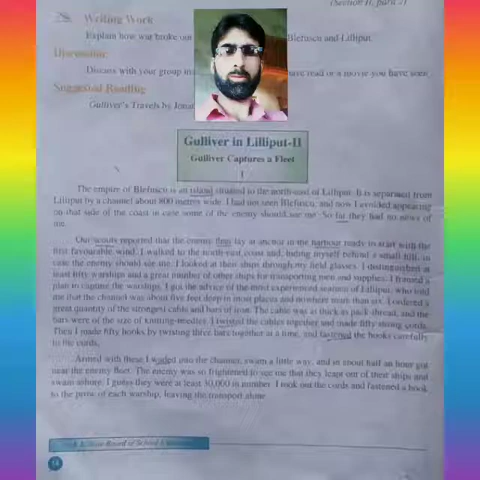 (Section II, para 2)
Writing Work
Explain how war broke out Blefuscu and Lilliput.
Discussion
Discuss with your group have read or a movie you have seen
Suggested Reading
Gulliver's Travels by
Gulliver in Lilliput-II
Gulliver Captures a Fleet
I
The empire of Blefuscu is an island situated to the north-east of Lilliput. It is separated from
Lilliput by a channel about 800 metres wide. I had not seen Blefuscu, and now I avoided appearing
on that side of the coast in case some of the enemy should see me. So far they had no news of
me.
Our scouts reported that the enemy fleet lay at anchor in the harbour ready to start with the
first favourable wind. I walked to the north-east coast and, hiding myself behind a small hill, in
case the enemy should see me. I looked at their ships through my field glasses. I distinguished at
least fifty warships and a great number of other ships for transporting men and supplies. I framed a
plan to capture the warships. I got the advice of the most experienced seamen of Lilliput, who told
me that the channel was about five feet deep in most places and nowhere more than six. I ordered a
great quantity of the strongest cable and bars of iron. The cable was as thick as pack-thread, and the
bars were of the size of knitting-needles. I twisted the cables together and made fifty strong cords.
Then I made fifty hooks by twisting three bars together at a time, and fastened the hooks carefully
to the cords.
Armed with these I waded into the channel, swam a little way, and in about half an hour got
near the enemy fleet. The enemy was so frightened to see me that they leapt out of their ships and
swam ashore. I guess they were at least 30,000 in number. I took out the cords and fastened a hook
to the prow of each warship, leaving the transport alone.
Board of School Education